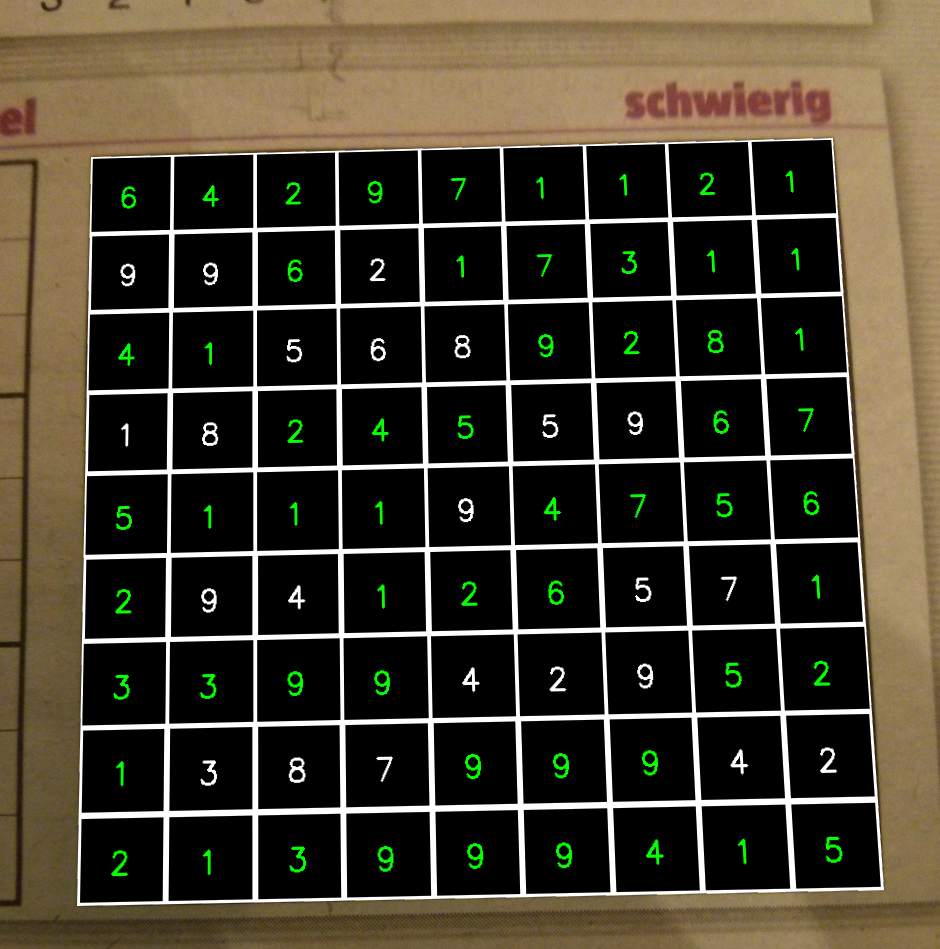 el
schwierig
6 4 2 9 7 1 1 2 1
9 9 6 2 1 7 3 1 1
4 1 5 6 8 9 2 8 1
1 8 2 4 5 5 9 6 7
5 1 1 1 9 4 7 5 6
2 9 4 1 2 6 5 7 1
3 3 9 9 4 2 9 5 2
1 3 8 7 9 9 9 4 2
2 1 3 9 9 9 4 1 5